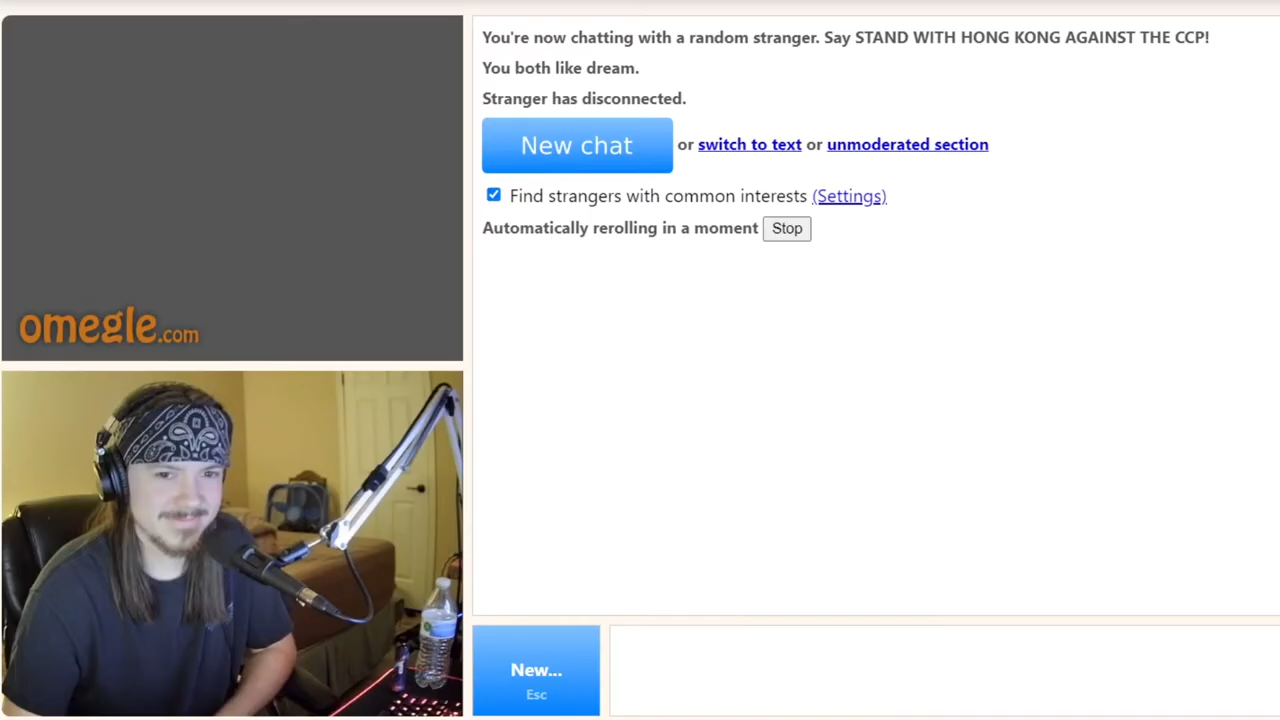 You're now chatting with a random stranger. Say STAND WITH HONG KONG AGAINST THE CCP!
You both like dream.
Stranger has disconnected.
New chat or switch to text or unmoderated section
Find strangers with common interests (Settings)
Automatically rerolling in a moment Stop
omegle.com
New...
Esc